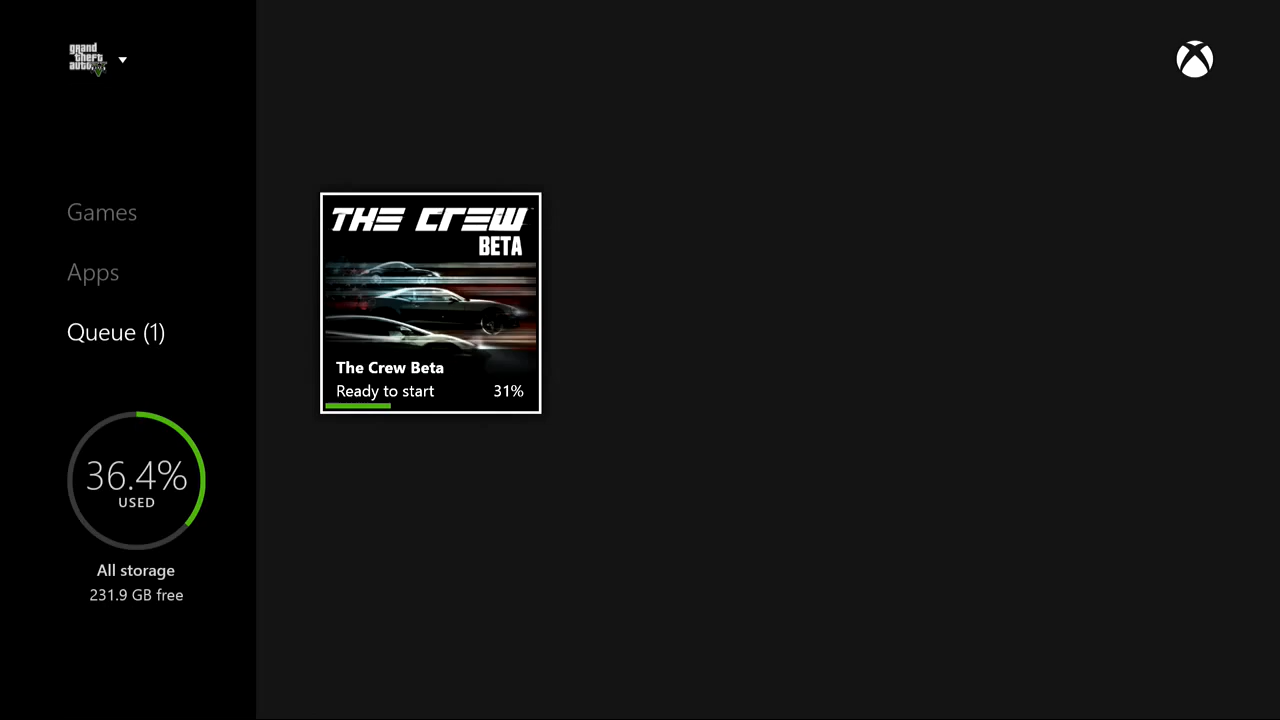 grand
theft
auto
Games
Apps
Queue (1)
36.4%
USED
All storage
231.9 GB free
THE CREW
BETA
The Crew Beta
Ready to start 31%